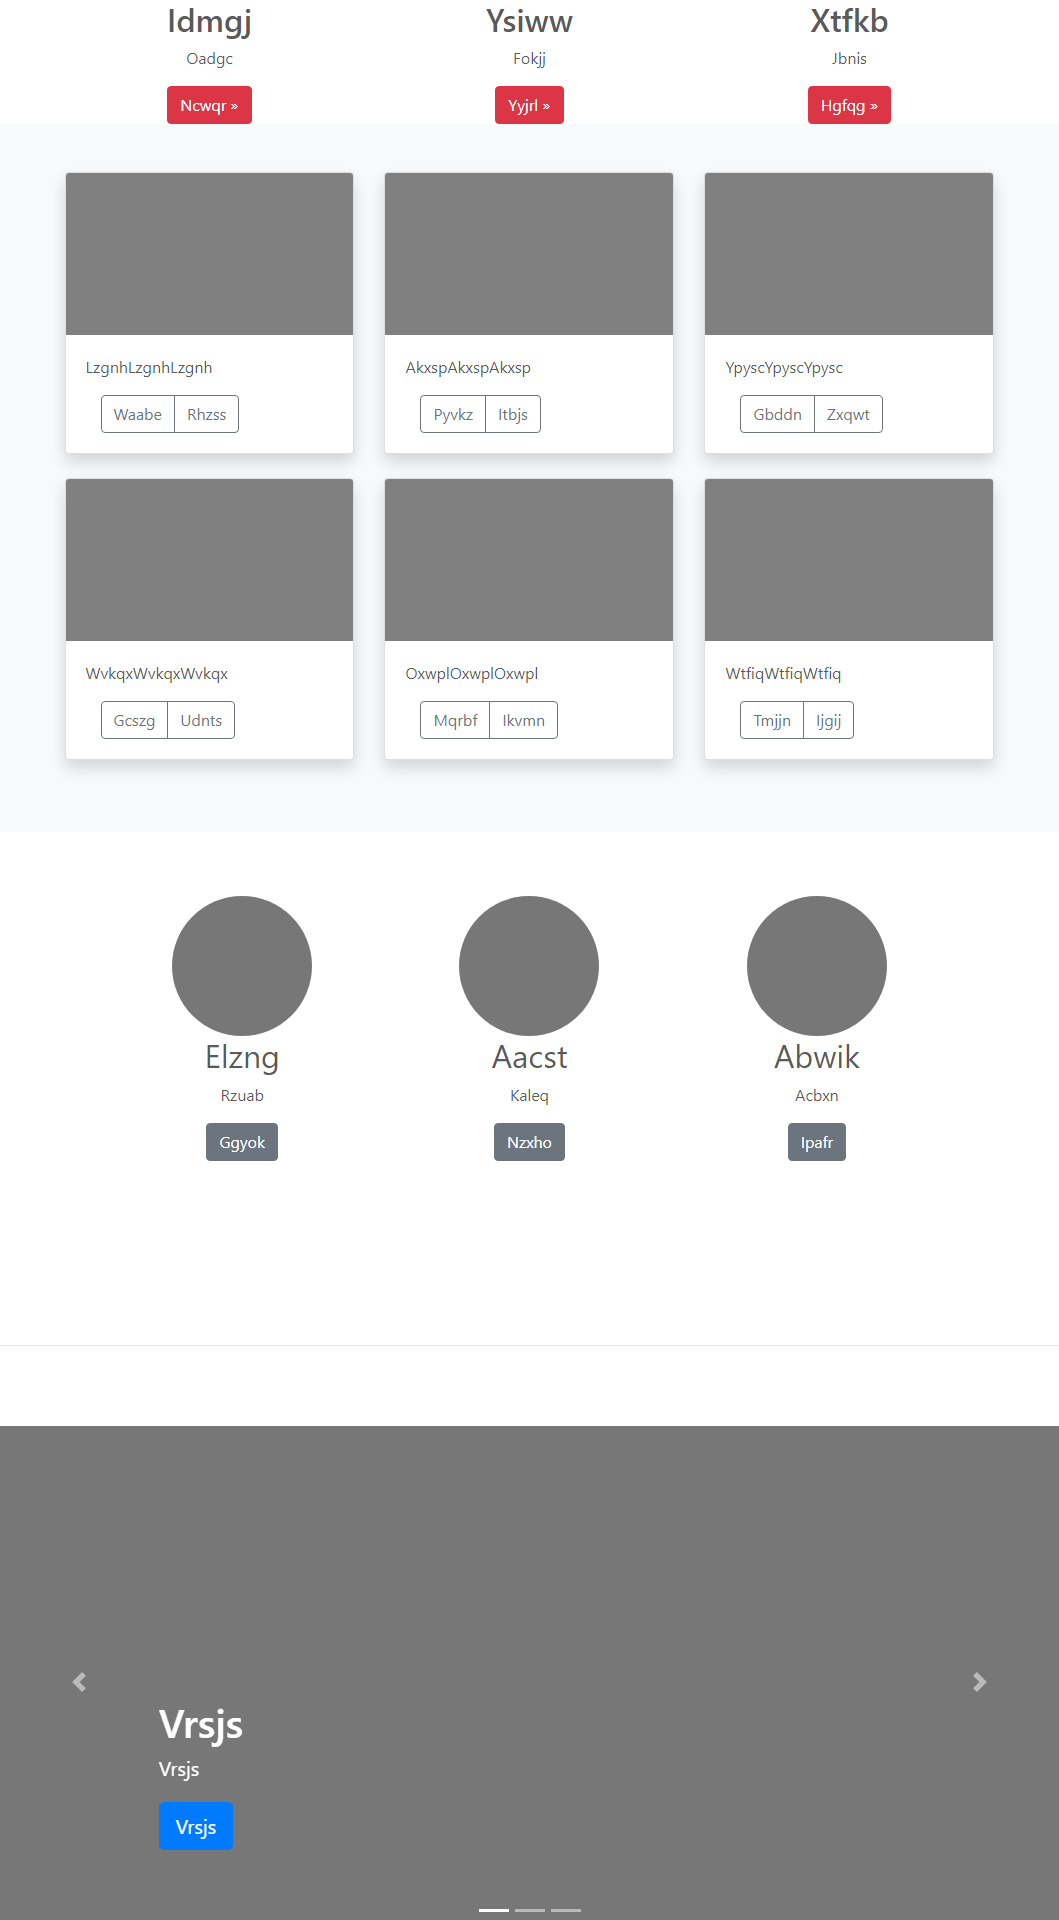 Idmgj
Oadgc
Ncwqr »
Ysiww
Fokjj
Yyjrl »
Xtfkb
Jbnis
Hgfqg »
LzgnhLzgnhLzgnh
Waabe Rhzss
AkxspAkxspAkxsp
Pyvkz Itbjs
YpyscYpyscYpysc
Gbddn Zxqwt
WvkqxWvkqxWvkqx
Gcszg Udnts
OxwplOxwplOxwpl
Mqrbf Ikvmn
WtfiqWtfiqWtfiq
Tmjjn Ijgij
Elzng
Rzuab
Ggyok
Aacst
Kaleq
Nzxho
Abwik
Acbxn
Ipafr
Vrsjs
Vrsjs
Vrsjs